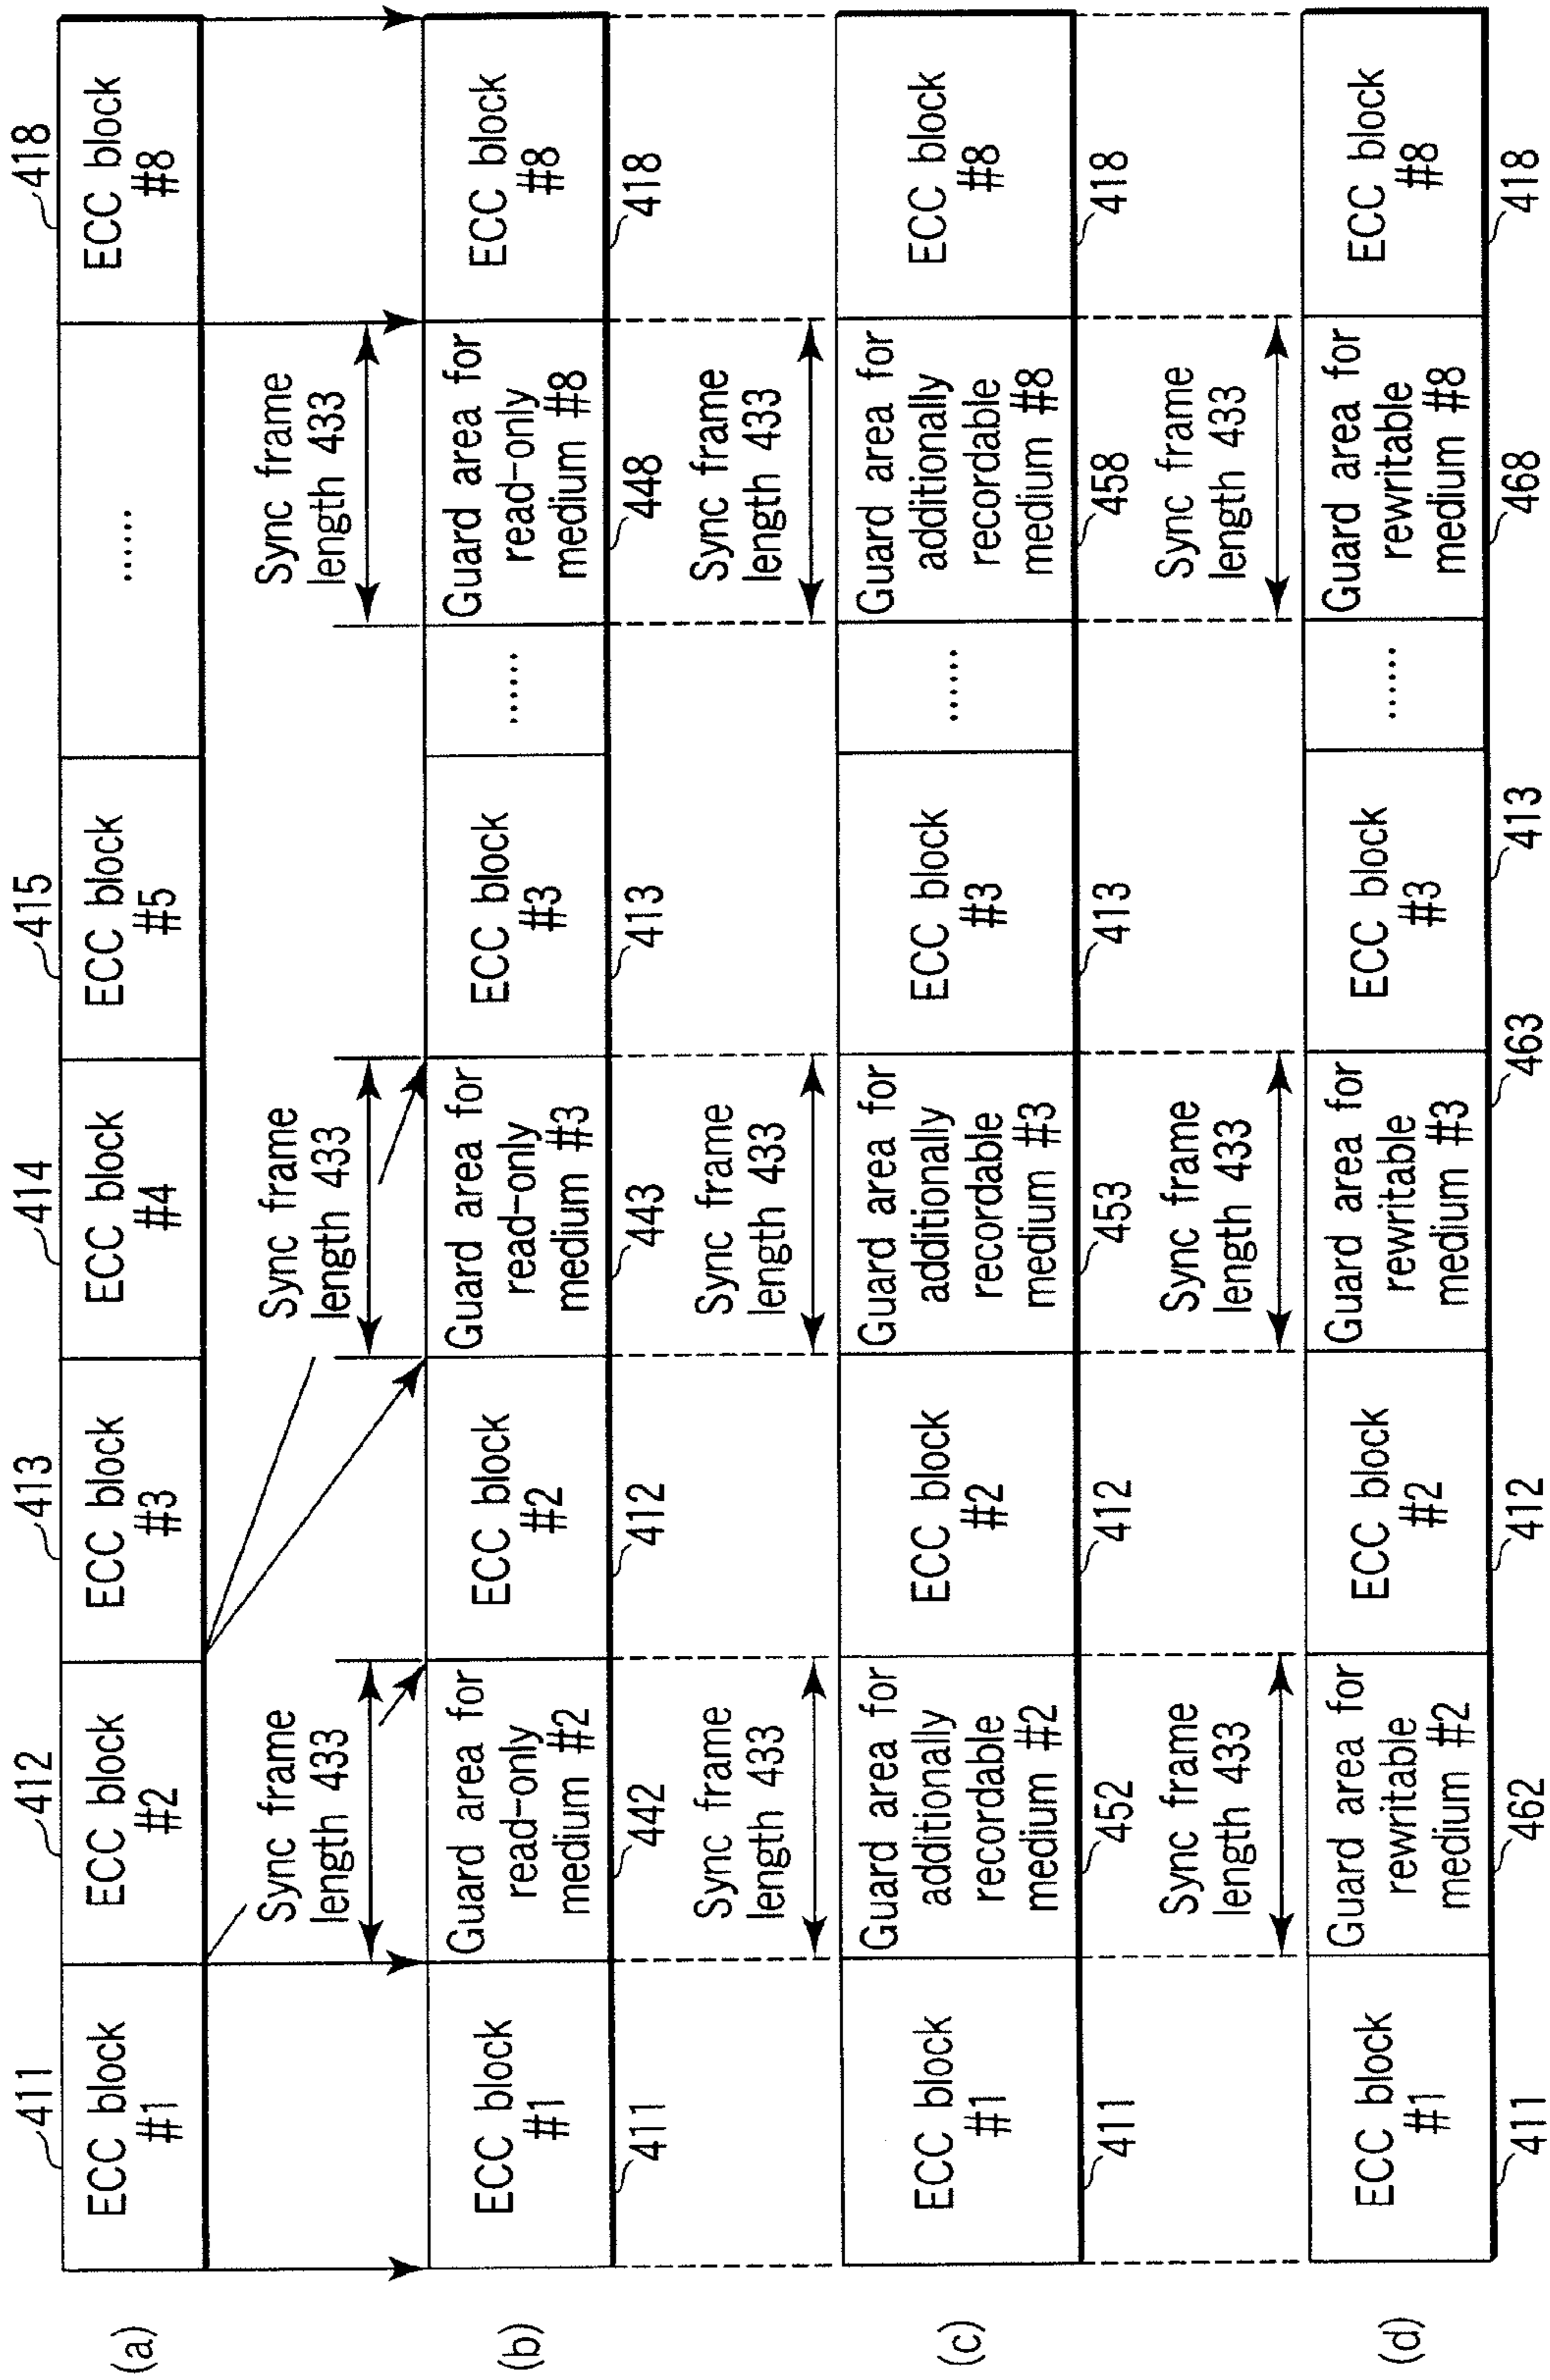 411
412
413
414
415
418
(a)
ECC block
#1
ECC block
#2
ECC block
#3
ECC block
#4
ECC block
#5
......
ECC block
#8
Sync frame
length 433
Sync frame
length 433
Sync frame
length 433
(b)
ECC block
#1
Guard area for
read-only
medium #2
ECC block
#2
Guard area for
read-only
medium #3
ECC block
#3
......
Guard area for
read-only
medium #8
ECC block
#8
411
442
412
443
413
448
418
Sync frame
length 433
Sync frame
length 433
Sync frame
length 433
(c)
ECC block
#1
Guard area for
additionally
recordable
medium #2
ECC block
#2
Guard area for
additionally
recordable
medium #3
ECC block
#3
.......
Guard area for
additionally
recordable
medium #8
ECC block
#8
411
452
412
453
413
458
418
Sync frame
length 433
Sync frame
length 433
Sync frame
length 433
(d)
ECC block
#1
Guard area for
rewritable
medium #2
ECC block
#2
Guard area for
rewritable
medium #3
ECC block
#3
......
Guard area for
rewritable
medium #8
ECC block
#8
411
462
412
463
413
468
418